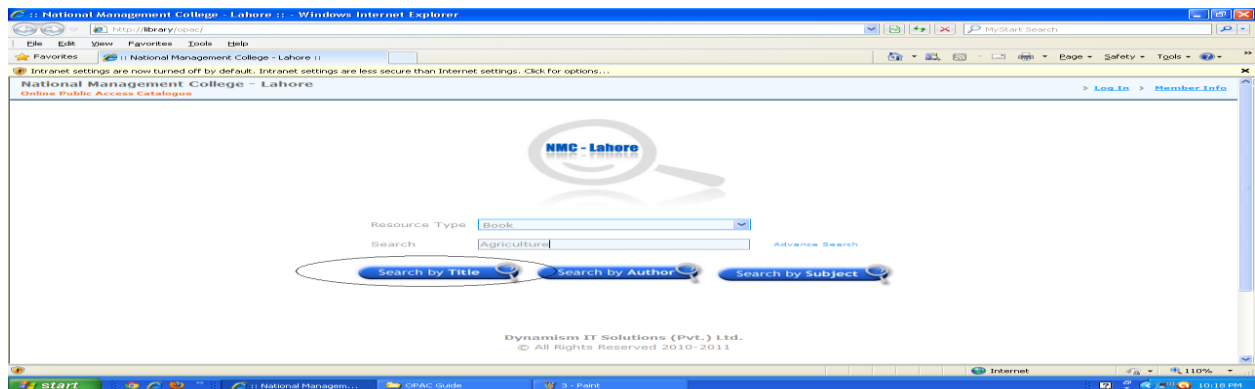 :: National Management College - Lahore :: - Windows Internet Explorer
http://library/opac/
MyStart Search
File Edit View Favorites Tools Help
Favorites :: National Management College - Lahore ::
Page Safety Tools
Intranet settings are now turned off by default. Intranet settings are less secure than Internet settings. Click for options...
National Management College - Lahore
> Log In > Member Info
Online Public Access Catalogue
NMC - Lahore
Resource Type Book
Search Agriculture Advance Search
Search by Title Search by Author Search by Subject
Dynamism IT Solutions (Pvt.) Ltd.
© All Rights Reserved 2010-2011
Internet 110%
start :: National Managem... OPAC Guide 3 - Paint 10:18 PM